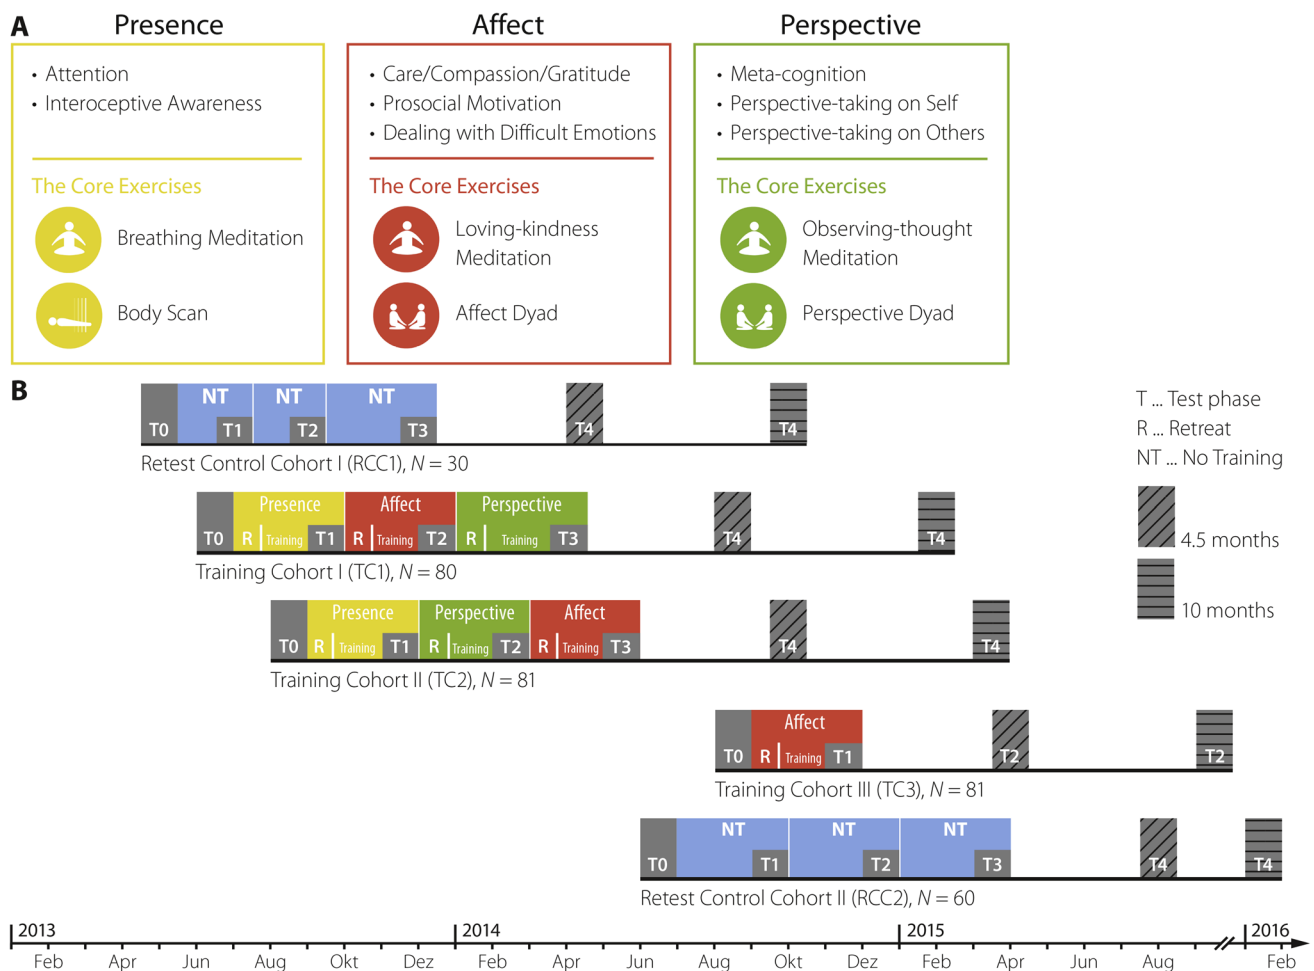 A
Presence
Affect
Perspective
• Attention
• Interoceptive Awareness
The Core Exercises
Breathing Meditation
Body Scan
• Care/Compassion/Gratitude
• Prosocial Motivation
• Dealing with Difficult Emotions
The Core Exercises
Loving-kindness
Meditation
Affect Dyad
• Meta-cognition
• Perspective-taking on Self
• Perspective-taking on Others
The Core Exercises
Observing-thought
Meditation
Perspective Dyad
B
NT NT NT
T0 T1 T2 T3 T4 T4
Retest Control Cohort I (RCC1), N = 30
Presence Affect Perspective
T0 R Training T1 R Training T2 R Training T3 T4 T4
Training Cohort I (TC1), N = 80
Presence Perspective Affect
T0 R Training T1 R Training T2 R Training T3 T4 T4
Training Cohort II (TC2), N = 81
Affect
T0 R Training T1 T2 T2
Training Cohort III (TC3), N = 81
NT NT NT
T0 T1 T2 T3 T4 T4
Retest Control Cohort II (RCC2), N = 60
T ... Test phase
R ... Retreat
NT ... No Training
4.5 months
10 months
2013 2014 2015 2016
Feb Apr Jun Aug Okt Dez Feb Apr Jun Aug Okt Dez Feb Apr Jun Aug Feb